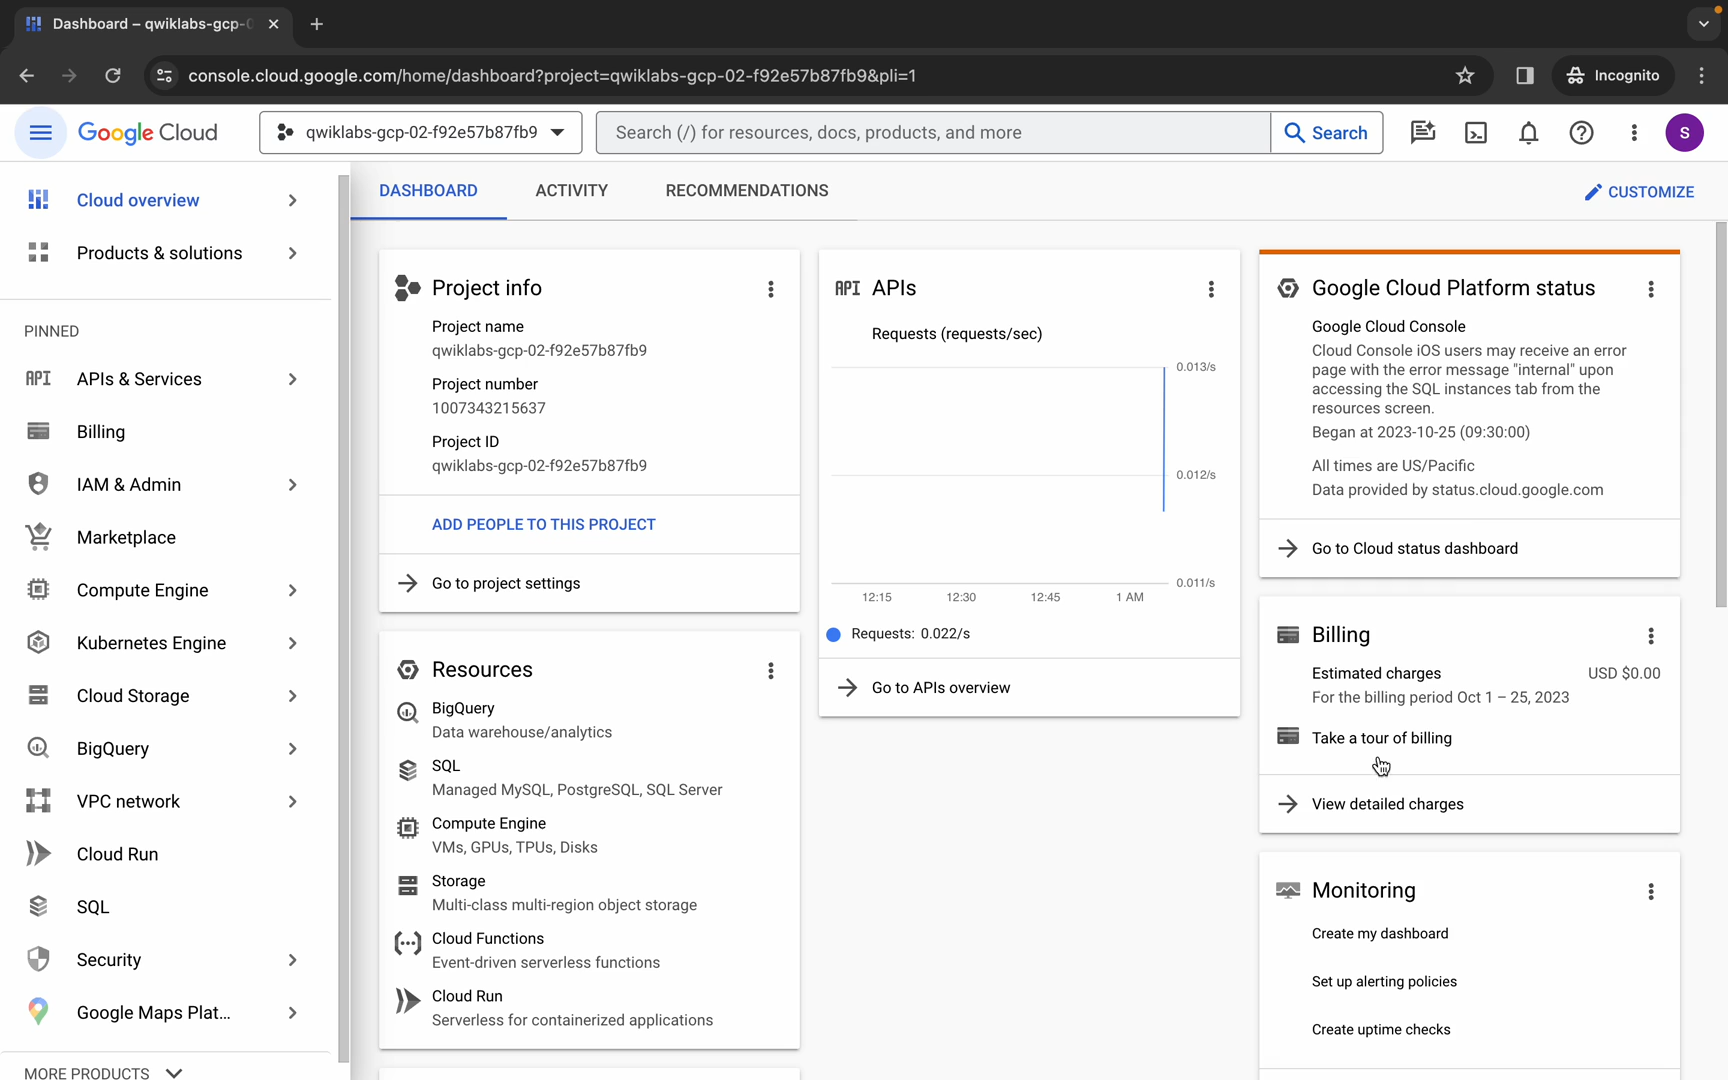 Dashboard – qwiklabs-gcp-0
console.cloud.google.com/home/dashboard?project=qwiklabs-gcp-02-f92e57b87fb9&pli=1
Incognito
Google Cloud
qwiklabs-gcp-02-f92e57b87fb9
Search (/) for resources, docs, products, and more
Search
S
Cloud overview
Products & solutions
PINNED
API APIs & Services
Billing
IAM & Admin
Marketplace
Compute Engine
Kubernetes Engine
Cloud Storage
BigQuery
VPC network
Cloud Run
SQL
Security
Google Maps Plat...
MORE PRODUCTS
DASHBOARD
ACTIVITY
RECOMMENDATIONS
CUSTOMIZE
Project info
Project name
qwiklabs-gcp-02-f92e57b87fb9
Project number
1007343215637
Project ID
qwiklabs-gcp-02-f92e57b87fb9
ADD PEOPLE TO THIS PROJECT
Go to project settings
Resources
BigQuery
Data warehouse/analytics
SQL
Managed MySQL, PostgreSQL, SQL Server
Compute Engine
VMs, GPUs, TPUs, Disks
Storage
Multi-class multi-region object storage
Cloud Functions
Event-driven serverless functions
Cloud Run
Serverless for containerized applications
API APIs
Requests (requests/sec)
0.013/s
0.012/s
0.011/s
12:15 12:30 12:45 1 AM
Requests: 0.022/s
Go to APIs overview
Google Cloud Platform status
Google Cloud Console
Cloud Console iOS users may receive an error
page with the error message "internal" upon
accessing the SQL instances tab from the
resources screen.
Began at 2023-10-25 (09:30:00)
All times are US/Pacific
Data provided by status.cloud.google.com
Go to Cloud status dashboard
Billing
Estimated charges USD $0.00
For the billing period Oct 1 – 25, 2023
Take a tour of billing
View detailed charges
Monitoring
Create my dashboard
Set up alerting policies
Create uptime checks